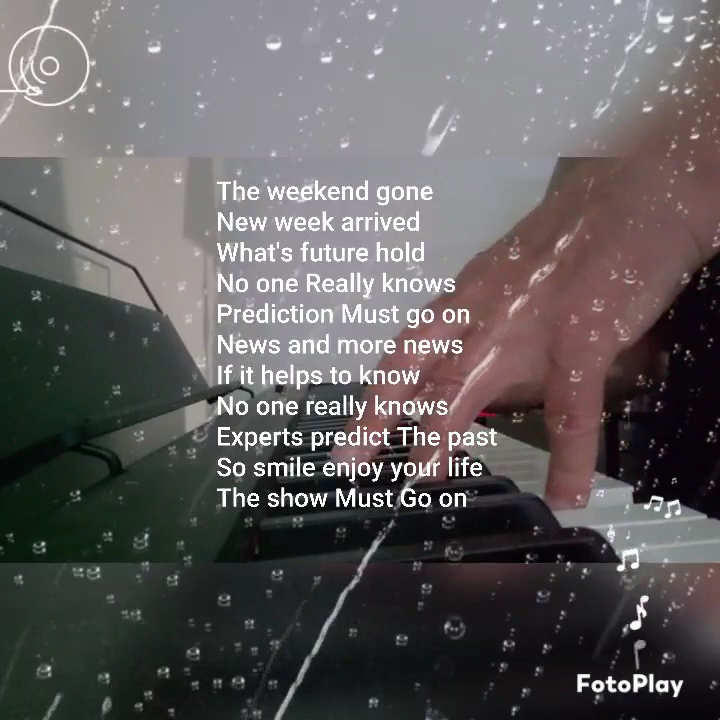 The weekend gone
New week arrived
What's future hold
No one Really knows
Prediction Must go on
News and more news
If it helps to know
No one really knows
Experts predict The past
So smile enjoy your life
The show Must Go on
FotoPlay